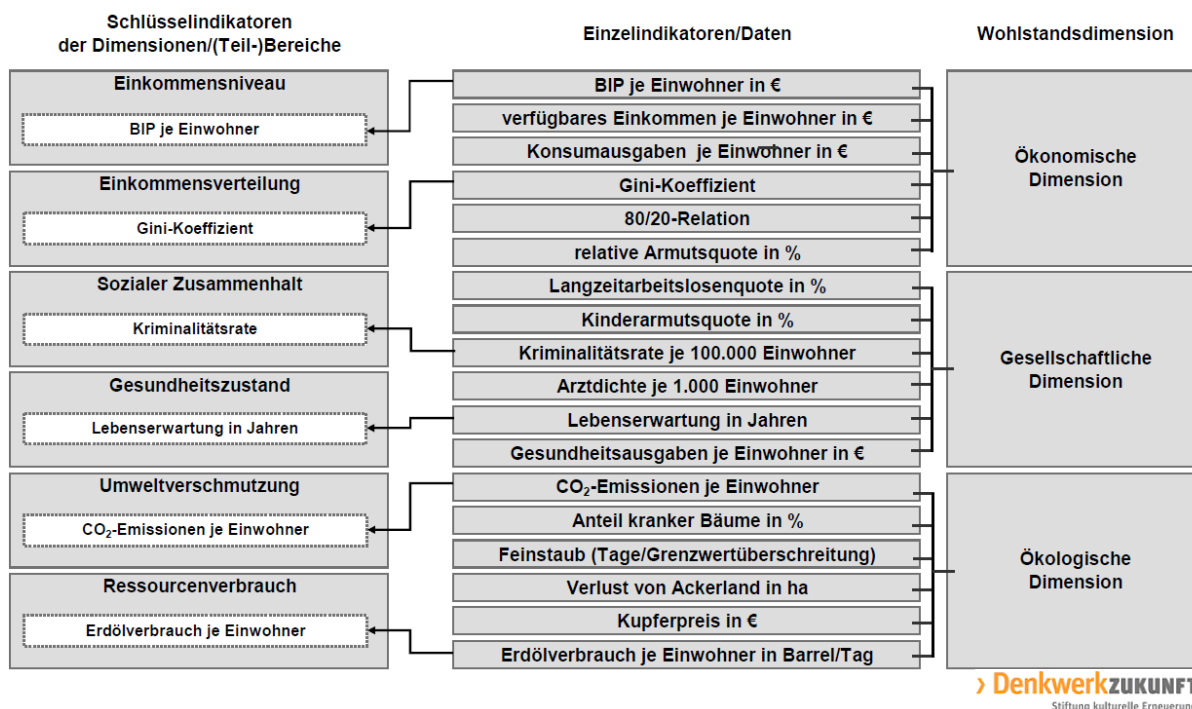 Schlüsselindikatoren
der Dimensionen/(Teil-)Bereiche
Einkommensniveau
BIP je Einwohner
Einkommensverteilung
Gini-Koeffizient
Sozialer Zusammenhalt
Kriminalitätsrate
Gesundheitszustand
Lebenserwartung in Jahren
Umweltverschmutzung
CO₂-Emissionen je Einwohner
Ressourcenverbrauch
Erdölverbrauch je Einwohner
Einzelindikatoren/Daten
BIP je Einwohner in €
verfügbares Einkommen je Einwohner in €
Konsumausgaben je Einwohner in €
Gini-Koeffizient
80/20-Relation
relative Armutsquote in %
Langzeitarbeitslosenquote in %
Kinderarmutsquote in %
Kriminalitätsrate je 100.000 Einwohner
Arztdichte je 1.000 Einwohner
Lebenserwartung in Jahren
Gesundheitsausgaben je Einwohner in €
CO₂-Emissionen je Einwohner
Anteil kranker Bäume in %
Feinstaub (Tage/Grenzwertüberschreitung)
Verlust von Ackerland in ha
Kupferpreis in €
Erdölverbrauch je Einwohner in Barrel/Tag
Wohlstandsdimension
Ökonomische
Dimension
Gesellschaftliche
Dimension
Ökologische
Dimension
› DenkwerkZUKUNFT
Stiftung kulturelle Erneuerung